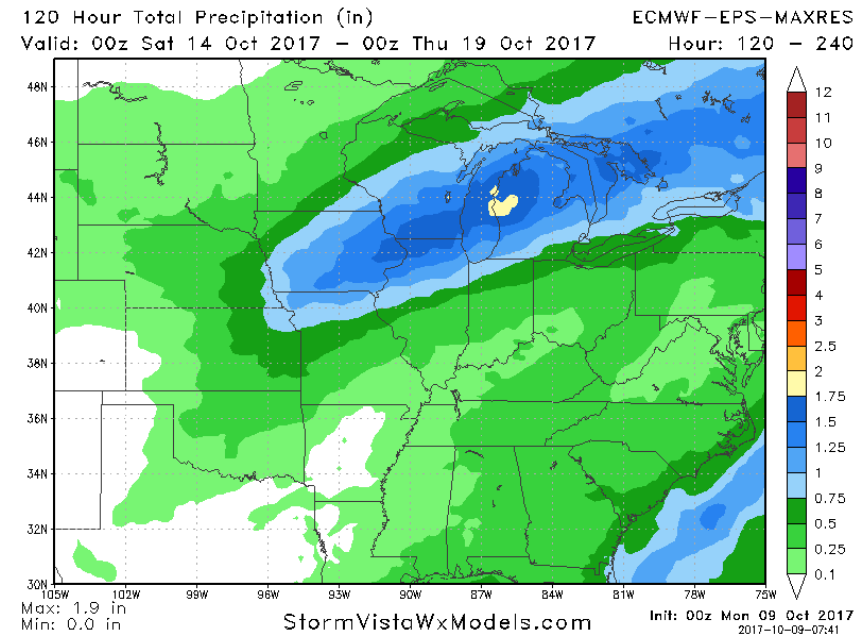 120 Hour Total Precipitation (in)
ECMWF-EPS-MAXRES
Valid: 00z Sat 14 Oct 2017 - 00z Thu 19 Oct 2017
Hour: 120 - 240
48N
46N
44N
42N
40N
38N
36N
34N
32N
30N
105W 102W 99W 96W 93W 90W 87W 84W 81W 78W 75W
12
11
10
9
8
7
6
5
4
3
2.5
2
1.75
1.5
1.25
1
0.75
0.5
0.25
0.1
Max: 1.9 in
Min: 0.0 in
StormVistaWxModels.com
Init: 00z Mon 09 Oct 2017
2017-10-09-07:41